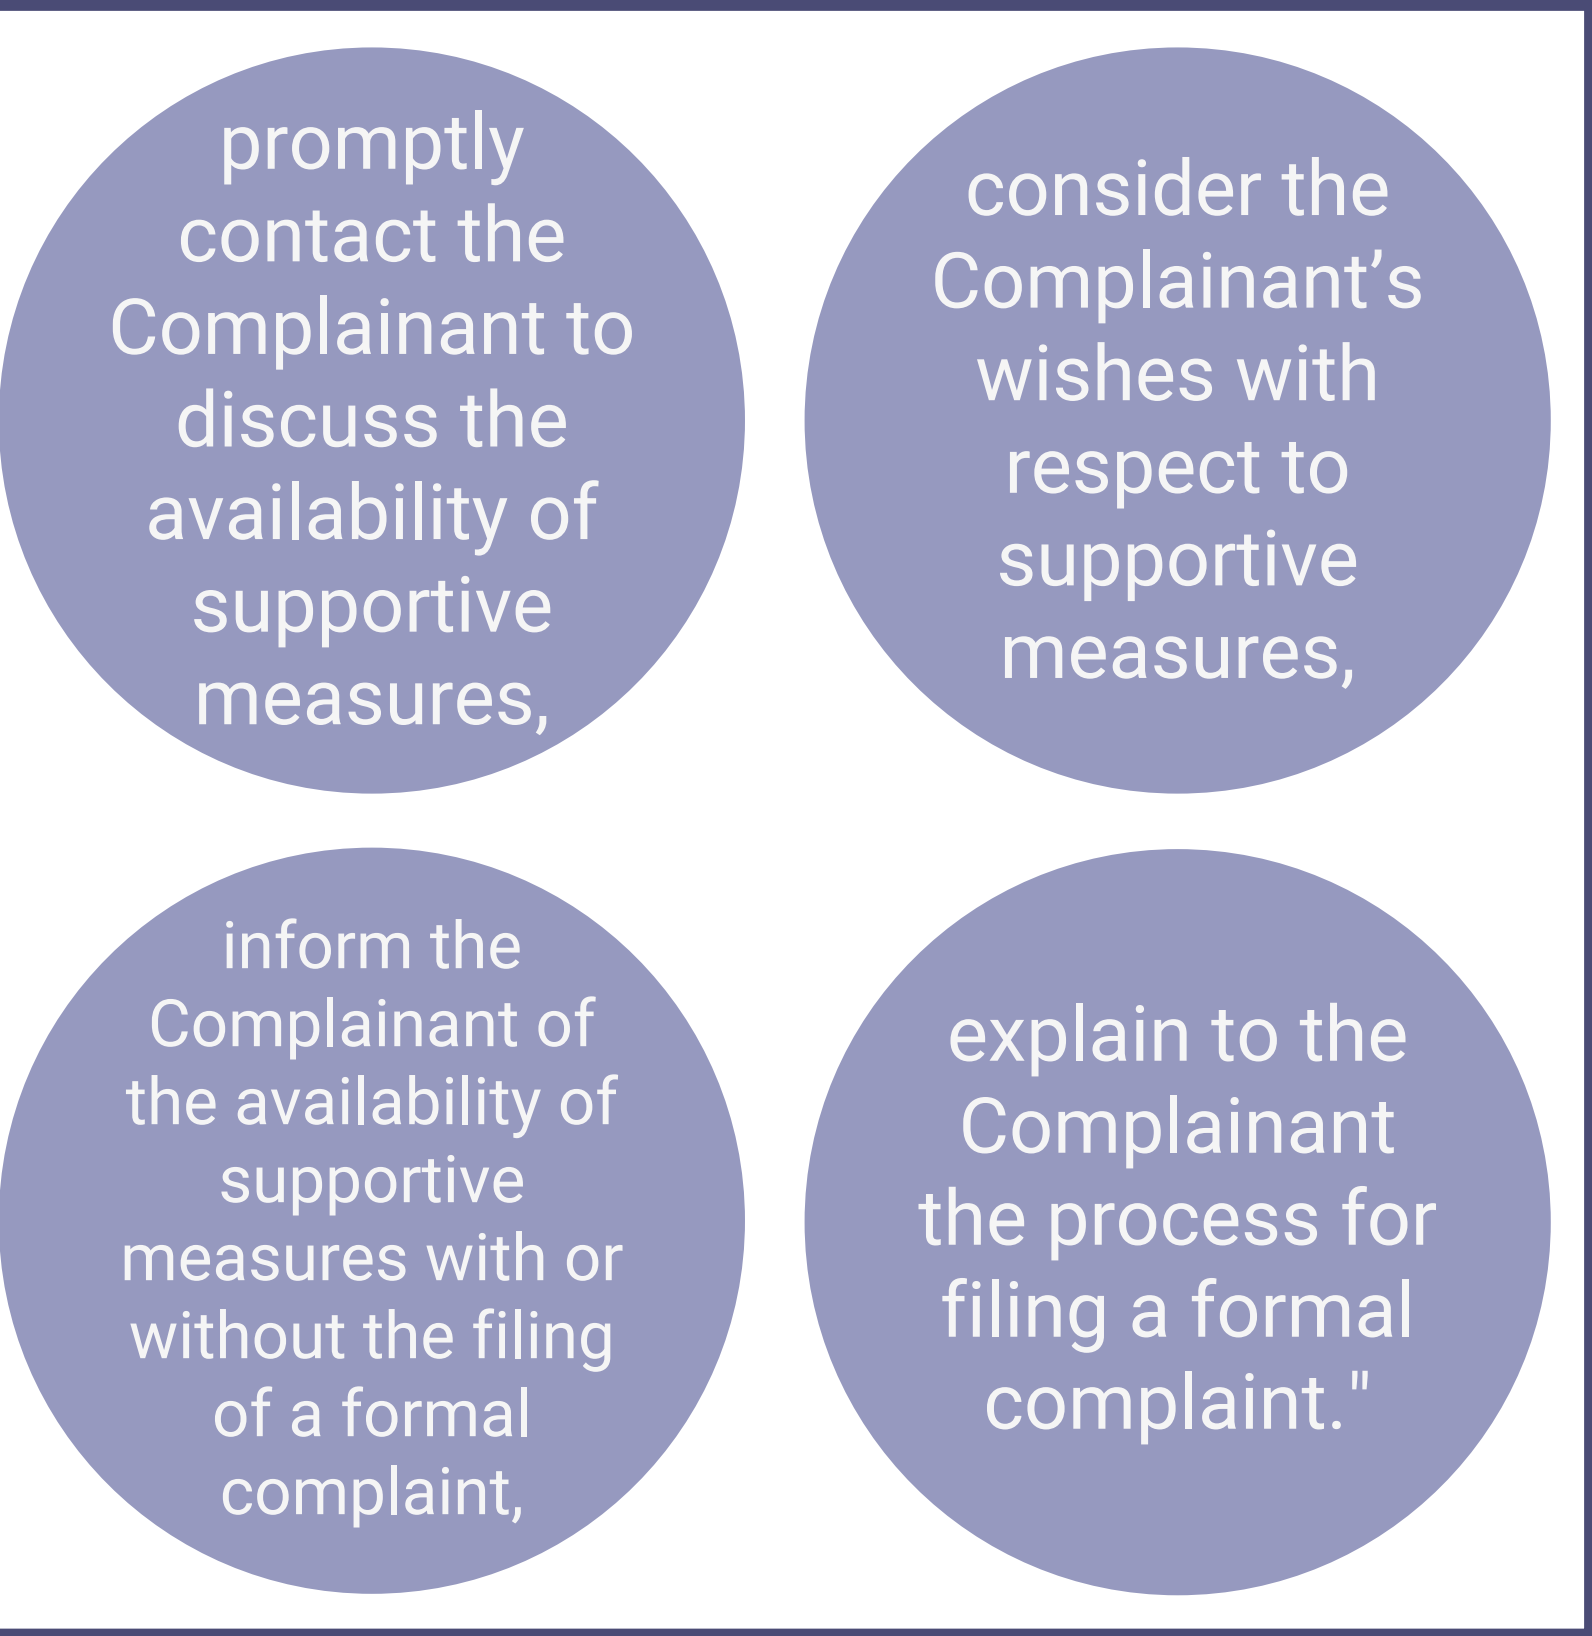 promptly
contact the
Complainant to
discuss the
availability of
supportive
measures,
consider the
Complainant’s
wishes with
respect to
supportive
measures,
inform the
Complainant of
the availability of
supportive
measures with or
without the filing
of a formal
complaint,
explain to the
Complainant
the process for
filing a formal
complaint."